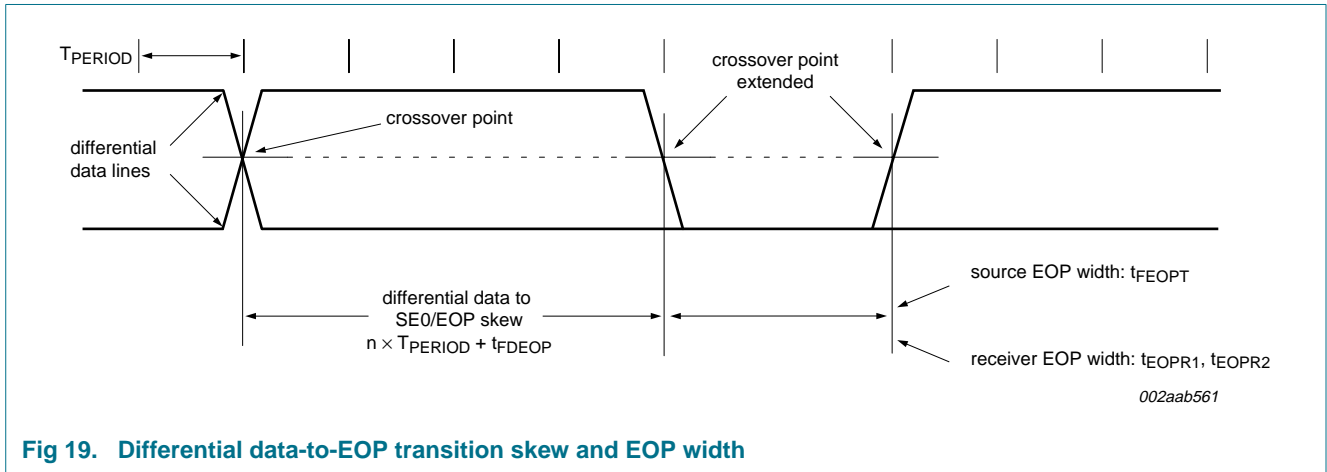 TPERIOD
crossover point
extended
crossover point
differential
data lines
differential data to
SE0/EOP skew
n × TPERIOD + tFDEOP
source EOP width: tFEOPT
receiver EOP width: tEOPR1, tEOPR2
002aab561
Fig 19. Differential data-to-EOP transition skew and EOP width